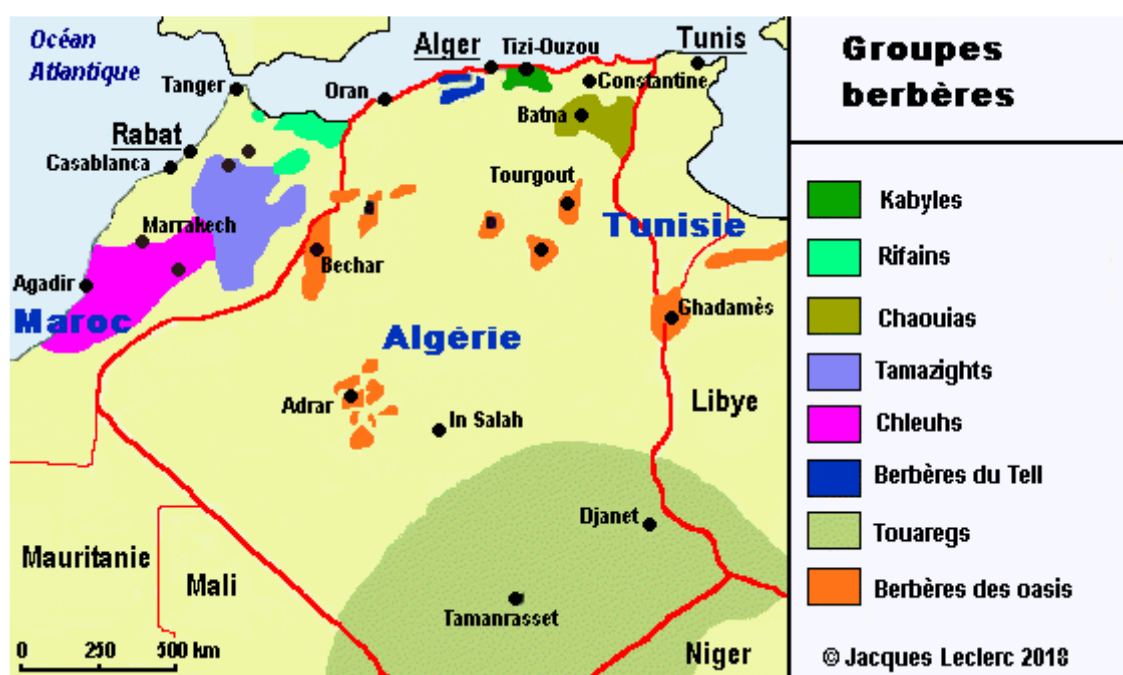 Océan
Atlantique
Tanger
Rabat
Casablanca
Marrakech
Agadir
Maroc
Oran
Alger
Tizi-Ouzou
Tunis
Constantine
Batna
Tourgout
Tunisie
Bechar
Ghadamès
Algérie
Adrar
In Salah
Libye
Djanet
Mauritanie
Mali
Tamanrasset
Niger
0 250 500 km
Groupes
berbères
Kabyles
Rifains
Chaouias
Tamazights
Chleuhs
Berbères du Tell
Touaregs
Berbères des oasis
© Jacques Leclerc 2018